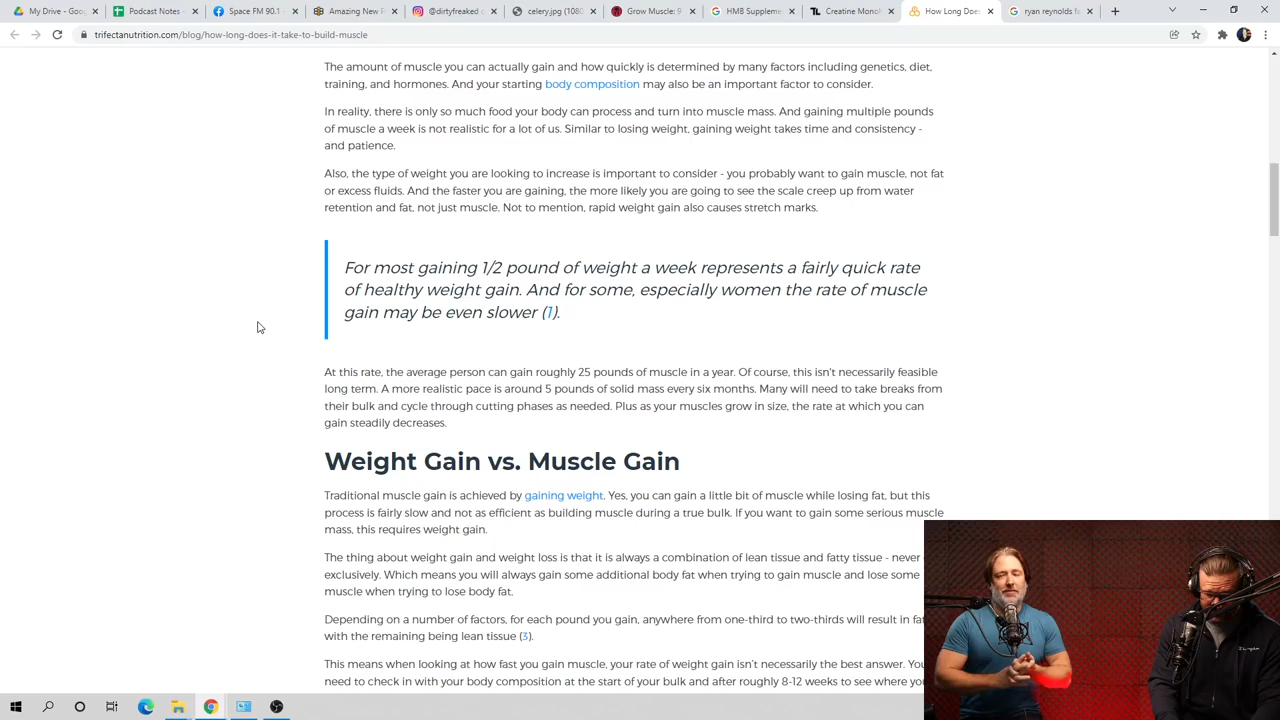 My Drive - Goog
Podcast Notes -
Space FM 90.1 -
Amazing New P
@dirtyfreaked o
celery.jpg (1080
Grow Muscle: 9
HMB Suppleme
Creatine Monoh
How Long Does
ryan reynolds fa
trifectanutrition.com/blog/how-long-does-it-take-to-build-muscle
The amount of muscle you can actually gain and how quickly is determined by many factors including genetics, diet,
training, and hormones. And your starting body composition may also be an important factor to consider.
In reality, there is only so much food your body can process and turn into muscle mass. And gaining multiple pounds
of muscle a week is not realistic for a lot of us. Similar to losing weight, gaining weight takes time and consistency -
and patience.
Also, the type of weight you are looking to increase is important to consider - you probably want to gain muscle, not fat
or excess fluids. And the faster you are gaining, the more likely you are going to see the scale creep up from water
retention and fat, not just muscle. Not to mention, rapid weight gain also causes stretch marks.
For most gaining 1/2 pound of weight a week represents a fairly quick rate
of healthy weight gain. And for some, especially women the rate of muscle
gain may be even slower (1).
At this rate, the average person can gain roughly 25 pounds of muscle in a year. Of course, this isn't necessarily feasible
long term. A more realistic pace is around 5 pounds of solid mass every six months. Many will need to take breaks from
their bulk and cycle through cutting phases as needed. Plus as your muscles grow in size, the rate at which you can
gain steadily decreases.
Weight Gain vs. Muscle Gain
Traditional muscle gain is achieved by gaining weight. Yes, you can gain a little bit of muscle while losing fat, but this
process is fairly slow and not as efficient as building muscle during a true bulk. If you want to gain some serious muscle
mass, this requires weight gain.
The thing about weight gain and weight loss is that it is always a combination of lean tissue and fatty tissue - never
exclusively. Which means you will always gain some additional body fat when trying to gain muscle and lose some
muscle when trying to lose body fat.
Depending on a number of factors, for each pound you gain, anywhere from one-third to two-thirds will result in fa
with the remaining being lean tissue (3).
This means when looking at how fast you gain muscle, your rate of weight gain isn't necessarily the best answer. You
need to check in with your body composition at the start of your bulk and after roughly 8-12 weeks to see where you